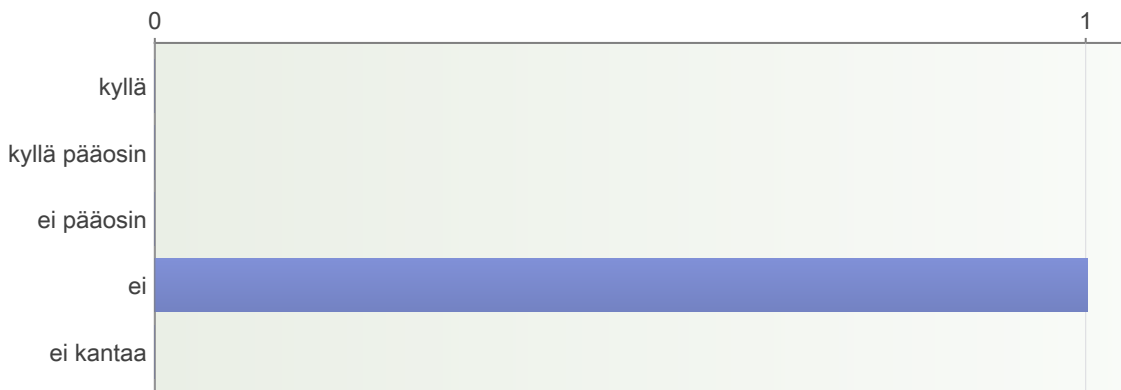 0 1
kyllä
kyllä pääosin
ei pääosin
ei
ei kantaa